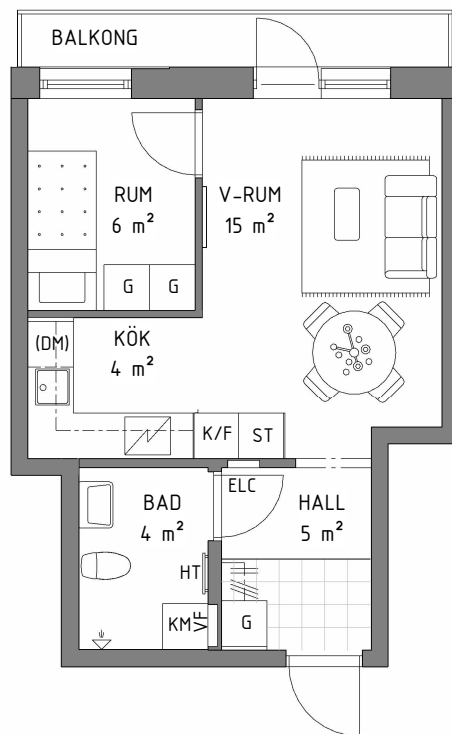 BALKONG
RUM
6 m²
V-RUM
15 m²
G
G
(DM)
KÖK
4 m²
K/F
ST
ELC
BAD
4 m²
HALL
5 m²
HT
KM
VF
G